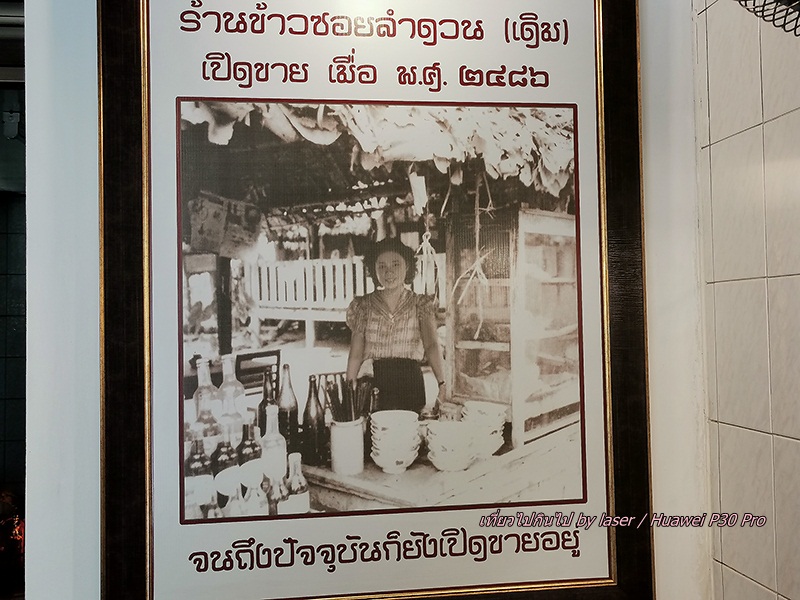 ร้านข้าวซอยลำดวน (เดิม)
เปิดขาย เมื่อ พ.ศ. ๒๔๘๖
เที่ยวไปกินไป by laser / Huawei P30 Pro
จนถึงปัจจุบันก็ยังเปิดขายอยู่